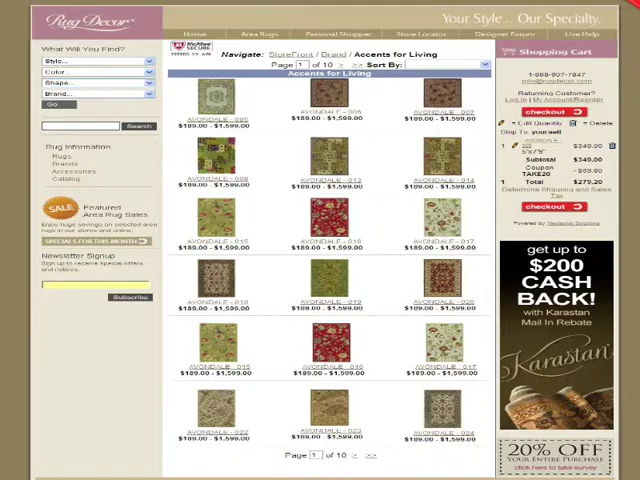 Rug Decor
Your Style... Our Specialty.
Home
Area Rugs
Personal Shopper
Store Locator
Designer Forum
Live Help
What Will You Find?
Style...
Color...
Shape...
Brand...
Go
Search
Rug Information
Rugs
Brands
Accessories
Catalog
SALE
Featured
Area Rug Sales
Enjoy huge savings on selected area
rugs in our stores and online.
SPECIALS FOR THIS MONTH
Newsletter Signup
Sign up to receive special offers
and notices.
Subscribe
McAfee
SECURE
TESTED 29 APR
Navigate: StoreFront / Brand / Accents for Living
Page 1 of 10 > >> Sort By:
Accents for Living
AVONDALE - 005
$189.00 - $1,599.00
AVONDALE - 006
$189.00 - $1,599.00
AVONDALE - 007
$189.00 - $1,599.00
AVONDALE - 008
$189.00 - $1,599.00
AVONDALE - 013
$189.00 - $1,599.00
AVONDALE - 014
$189.00 - $1,599.00
AVONDALE - 015
$189.00 - $1,599.00
AVONDALE - 016
$189.00 - $1,599.00
AVONDALE - 017
$189.00 - $1,599.00
AVONDALE - 018
$189.00 - $1,599.00
AVONDALE - 019
$189.00 - $1,599.00
AVONDALE - 020
$189.00 - $1,599.00
AVONDALE - 015
$189.00 - $1,599.00
AVONDALE - 016
$189.00 - $1,599.00
AVONDALE - 017
$189.00 - $1,599.00
AVONDALE - 022
$189.00 - $1,599.00
AVONDALE - 023
$189.00 - $1,599.00
AVONDALE - 024
$189.00 - $1,599.00
Page 1 of 10 > >>
Shopping Cart
1-888-907-7847
info@rugdecor.com
Returning Customer?
Log in | My Account/Reorder
checkout
= Edit Quantity = Delete
Ship To: yourself
AVONDALE -
1 $349.00
Subtotal $349.00
Coupon
TAKE20 - $69.80
1 Total $279.20
Determine Shipping and Sales
Tax
checkout
Powered by Nexternal Solutions
get up to
$200
CASH
BACK!
with Karastan
Mail In Rebate
Karastan
20% OFF
YOUR ENTIRE PURCHASE
click here to take survey